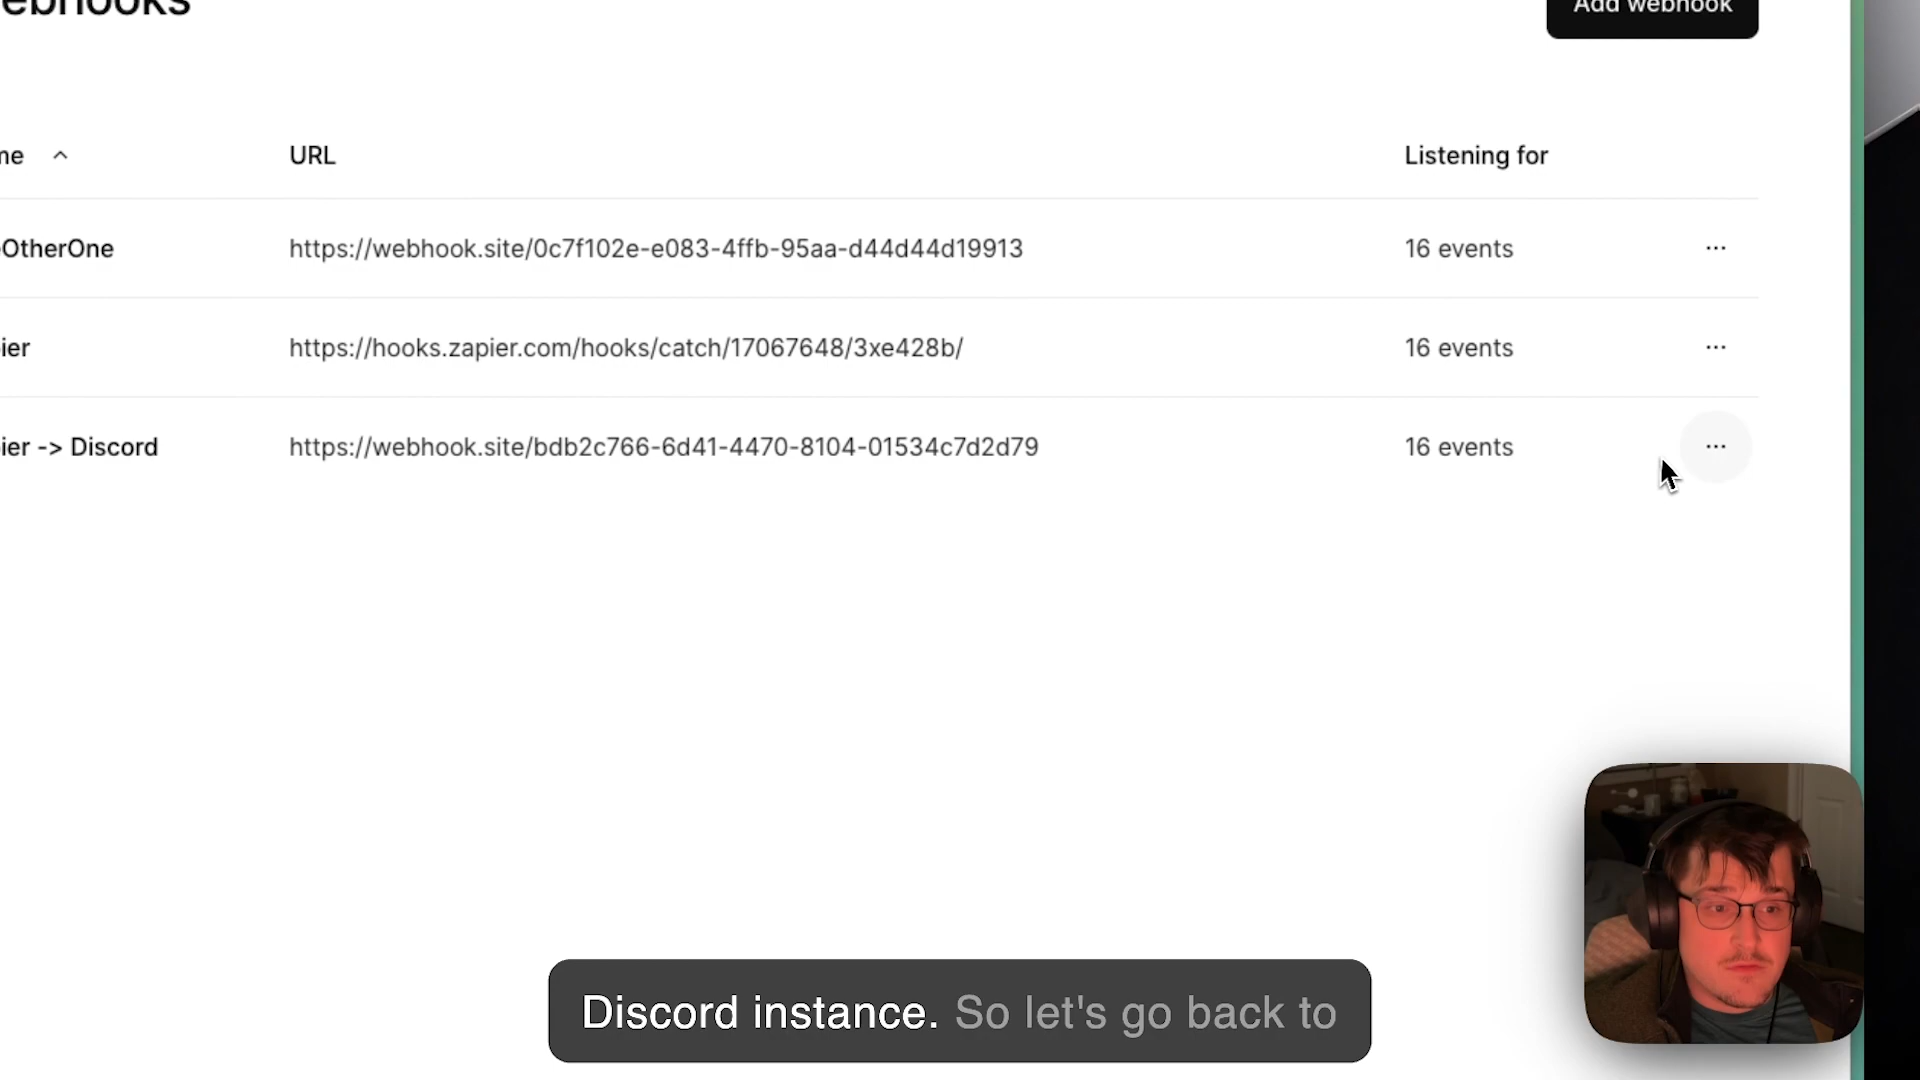 ebhooks
Add webhook
me
URL
Listening for
OtherOne
https://webhook.site/0c7f102e-e083-4ffb-95aa-d44d44d19913
16 events
ier
https://hooks.zapier.com/hooks/catch/17067648/3xe428b/
16 events
ier -> Discord
https://webhook.site/bdb2c766-6d41-4470-8104-01534c7d2d79
16 events
Discord instance. So let's go back to